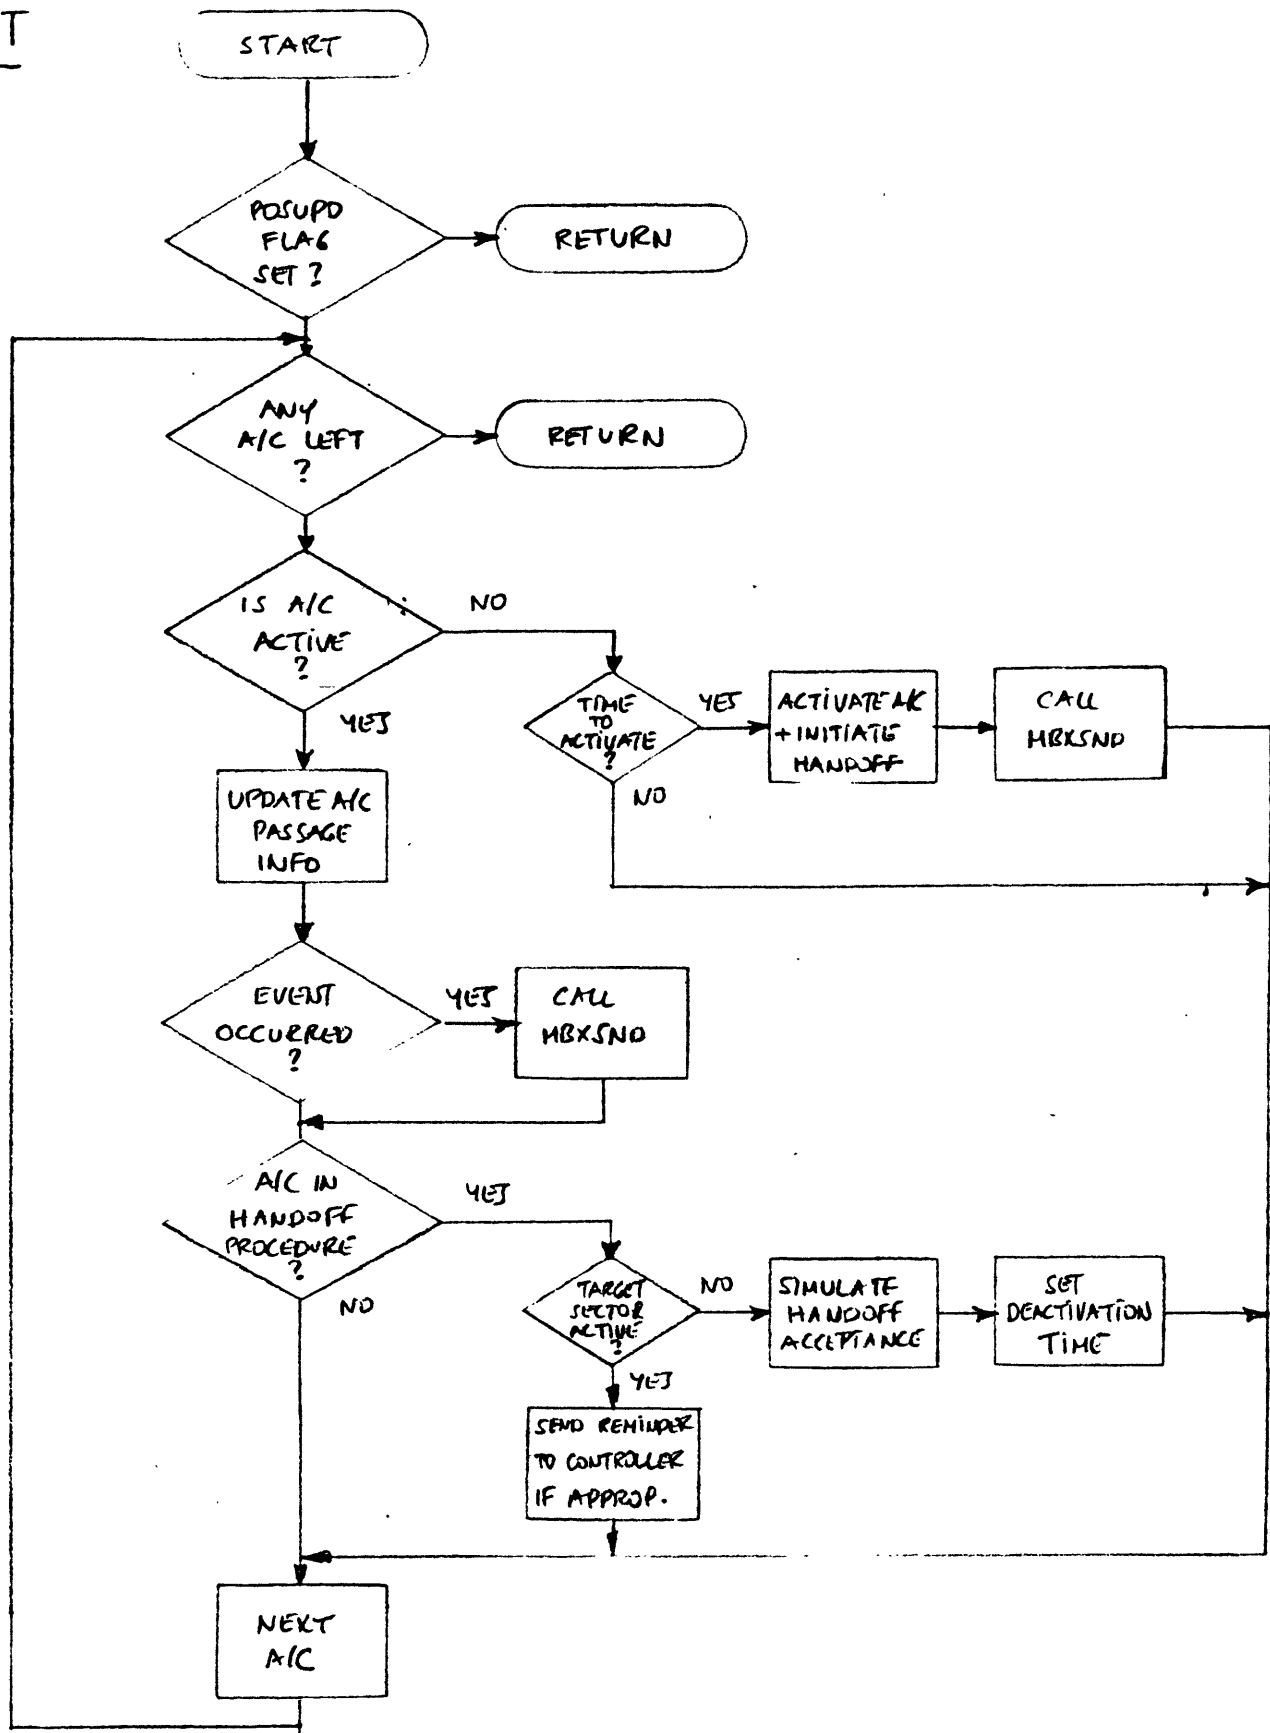 T
START
POSUPD
FLAG
SET ?
RETURN
ANY
A/C LEFT
?
RETURN
IS A/C
ACTIVE
?
NO
YES
TIME
TO
ACTIVATE
?
YES
NO
ACTIVATE A/C
+ INITIATE
HANDOFF
CALL
MBXSND
UPDATE A/C
PASSAGE
INFO
EVENT
OCCURRED
?
YES
CALL
MBXSND
A/C IN
HANDOFF
PROCEDURE
?
YES
NO
TARGET
SECTOR
ACTIVE
?
NO
YES
SIMULATE
HANDOFF
ACCEPTANCE
SET
DEACTIVATION
TIME
SEND REMINDER
TO CONTROLLER
IF APPROP.
NEXT
A/C